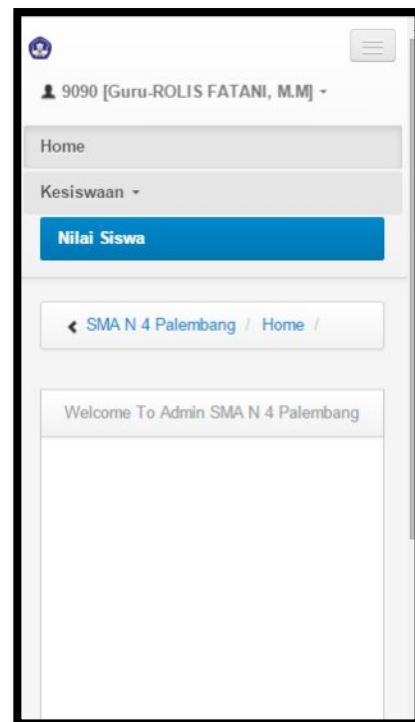 9090 [Guru-ROLIS FATANI, M.M]
Home
Kesiswaan
Nilai Siswa
SMA N 4 Palembang / Home /
Welcome To Admin SMA N 4 Palembang